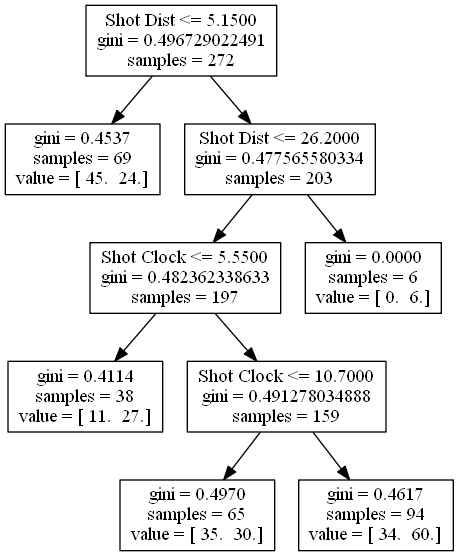 Shot Dist <= 5.1500
gini = 0.496729022491
samples = 272
gini = 0.4537
samples = 69
value = [ 45.  24.]
Shot Dist <= 26.2000
gini = 0.477565580334
samples = 203
Shot Clock <= 5.5500
gini = 0.482362338633
samples = 197
gini = 0.0000
samples = 6
value = [ 0.  6.]
gini = 0.4114
samples = 38
value = [ 11.  27.]
Shot Clock <= 10.7000
gini = 0.491278034888
samples = 159
gini = 0.4970
samples = 65
value = [ 35.  30.]
gini = 0.4617
samples = 94
value = [ 34.  60.]